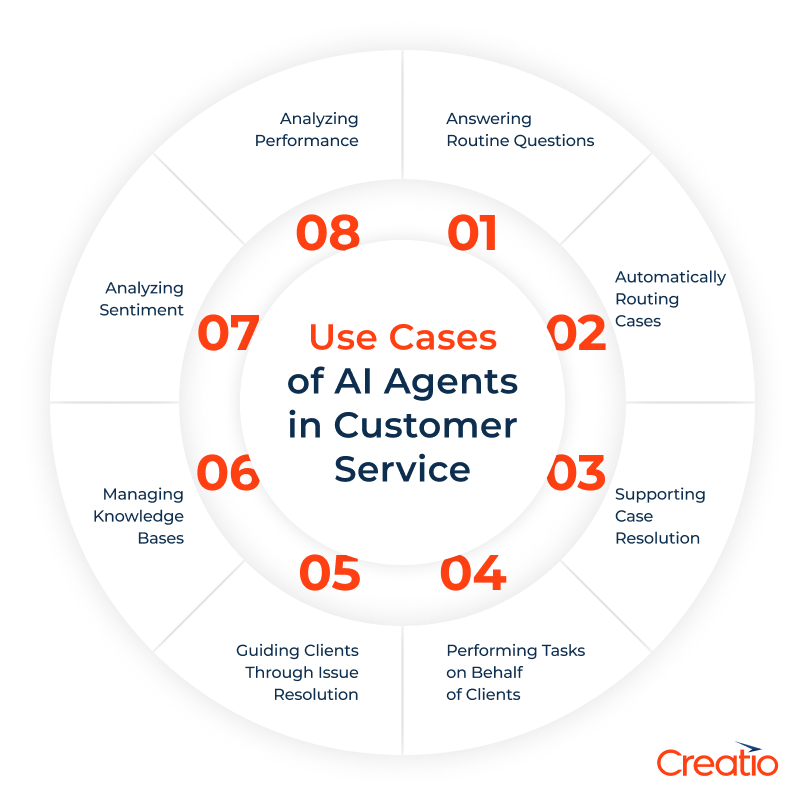 Use Cases
of AI Agents
in Customer
Service
01
Answering
Routine Questions
02
Automatically
Routing
Cases
03
Supporting
Case
Resolution
04
Performing Tasks
on Behalf
of Clients
05
Guiding Clients
Through Issue
Resolution
06
Managing
Knowledge
Bases
07
Analyzing
Sentiment
08
Analyzing
Performance
Creatio